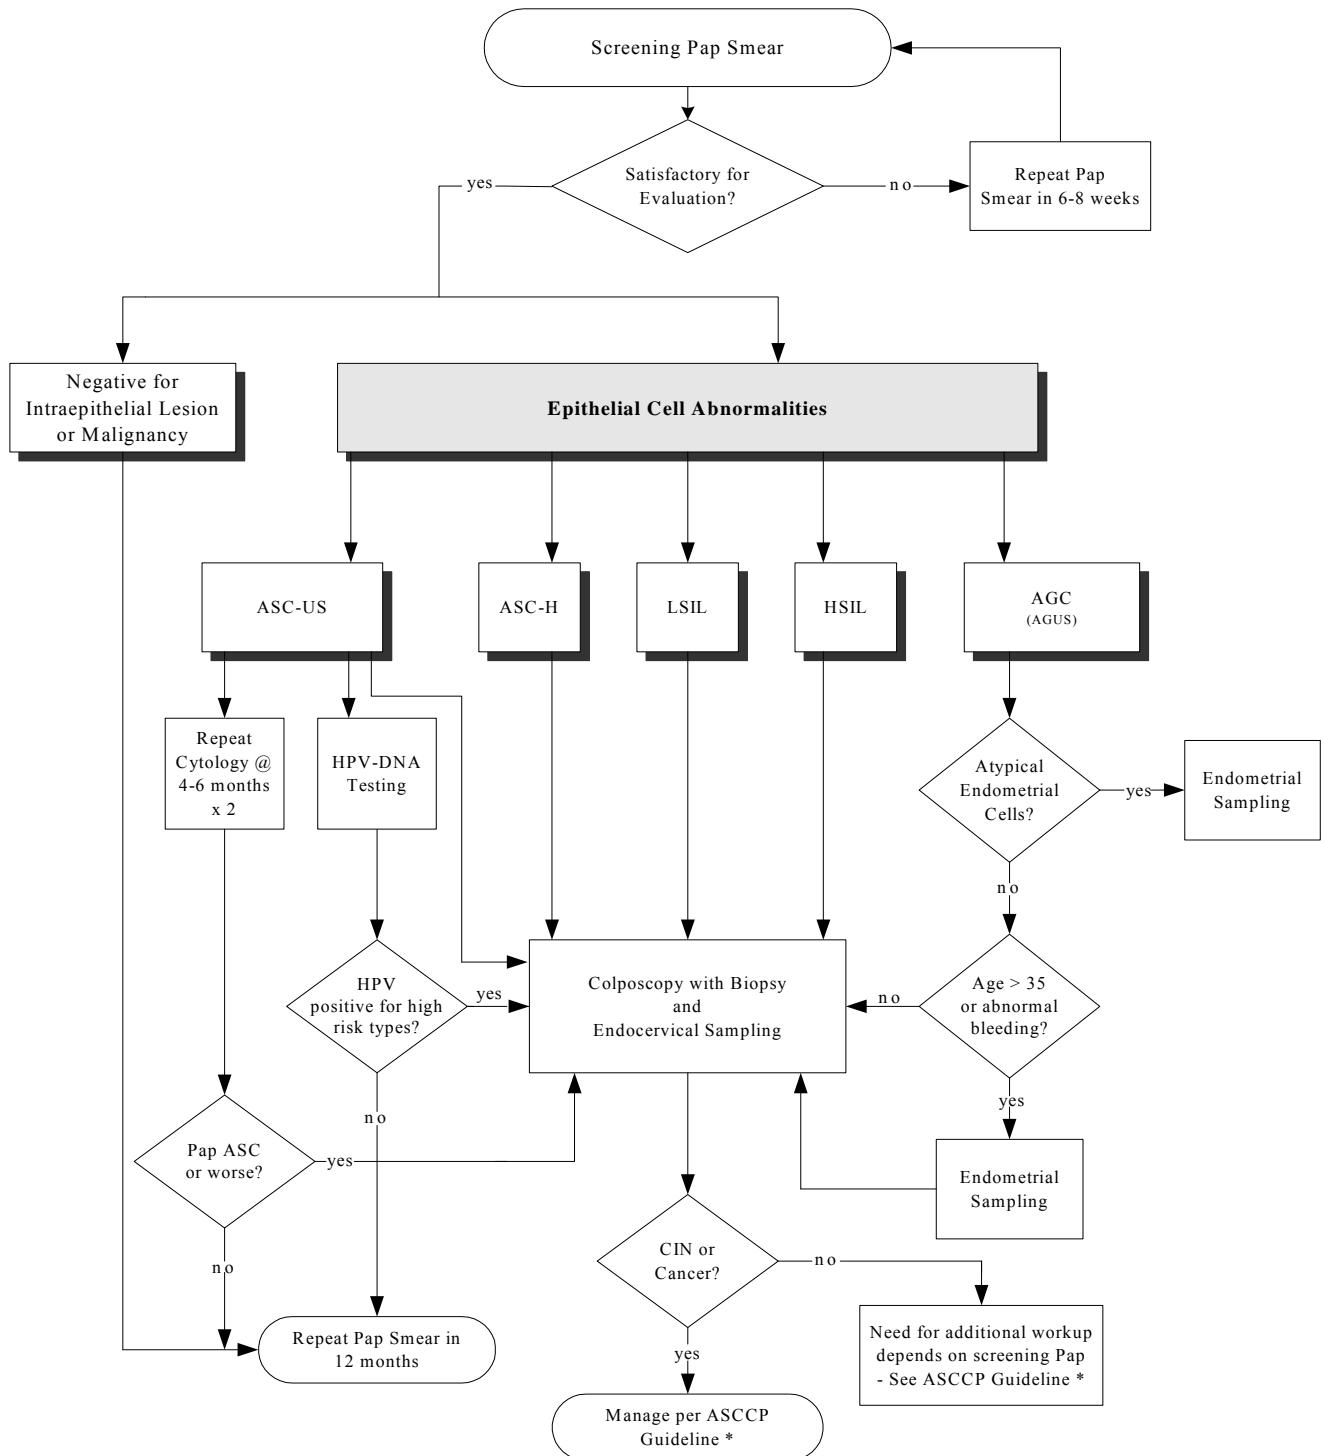 Screening Pap Smear
Satisfactory for
Evaluation?
yes
no
Repeat Pap
Smear in 6-8 weeks
Negative for
Intraepithelial Lesion
or Malignancy
Epithelial Cell Abnormalities
ASC-US
ASC-H
LSIL
HSIL
AGC
(AGUS)
Repeat
Cytology @
4-6 months
x 2
HPV-DNA
Testing
Atypical
Endometrial
Cells?
yes
Endometrial
Sampling
no
HPV
positive for high
risk types?
yes
Colposcopy with Biopsy
and
Endocervical Sampling
no
Age > 35
or abnormal
bleeding?
yes
no
Pap ASC
or worse?
yes
Endometrial
Sampling
no
CIN or
Cancer?
no
Repeat Pap Smear in
12 months
yes
Need for additional workup
depends on screening Pap
- See ASCCP Guideline *
Manage per ASCCP
Guideline *